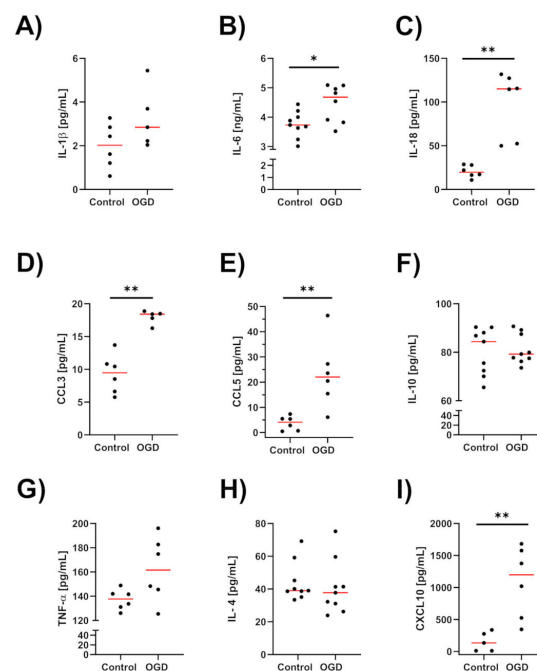 A)
IL-1β [pg/mL]
6
4
2
0
Control OGD
B)
*
IL-6 [ng/mL]
6
5
4
3
2
1
0
Control OGD
C)
**
IL-18 [pg/mL]
150
100
50
0
Control OGD
D)
**
CCL3 [pg/mL]
20
15
10
5
0
Control OGD
E)
**
CCL5 [pg/mL]
50
40
30
20
10
0
Control OGD
F)
IL-10 [pg/mL]
100
80
60
40
20
0
Control OGD
G)
TNF-α [pg/mL]
200
180
160
140
120
40
20
0
Control OGD
H)
IL- 4 [pg/mL]
80
60
40
20
0
Control OGD
I)
**
CXCL10 [pg/mL]
2000
1500
1000
500
0
Control OGD